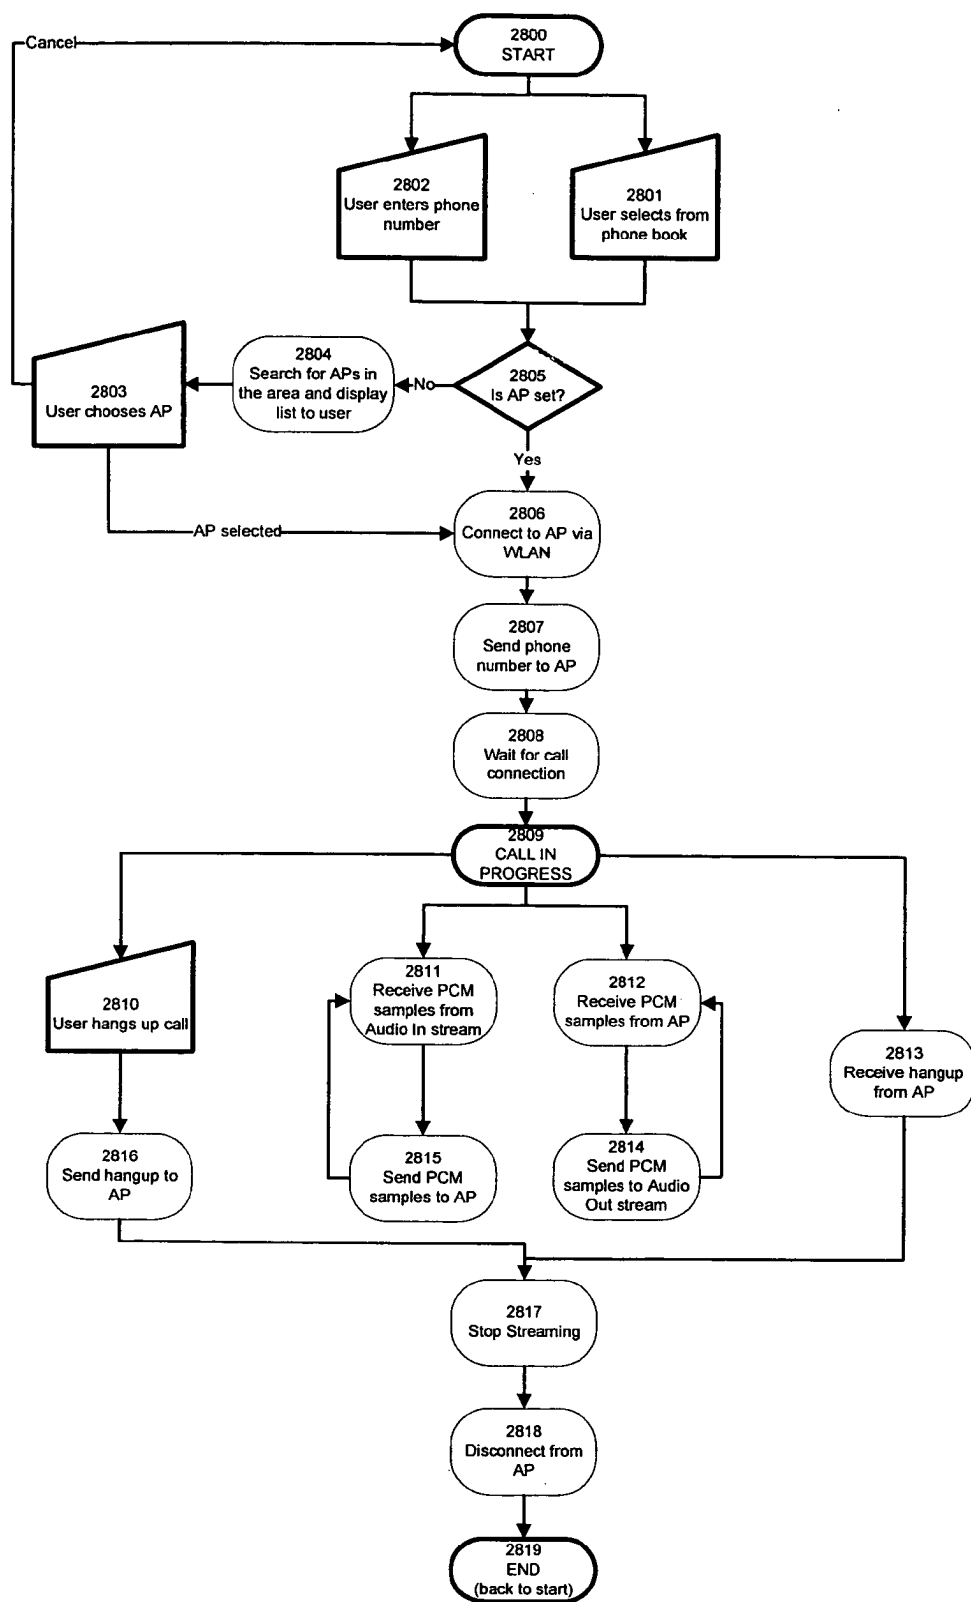 Cancel
2800
START
2802
User enters phone
number
2801
User selects from
phone book
2803
User chooses AP
2804
Search for APs in
the area and display
list to user
No
2805
Is AP set?
Yes
AP selected
2806
Connect to AP via
WLAN
2807
Send phone
number to AP
2808
Wait for call
connection
2809
CALL IN
PROGRESS
2810
User hangs up call
2811
Receive PCM
samples from
Audio In stream
2812
Receive PCM
samples from AP
2813
Receive hangup
from AP
2816
Send hangup to
AP
2815
Send PCM
samples to AP
2814
Send PCM
samples to Audio
Out stream
2817
Stop Streaming
2818
Disconnect from
AP
2819
END
(back to start)